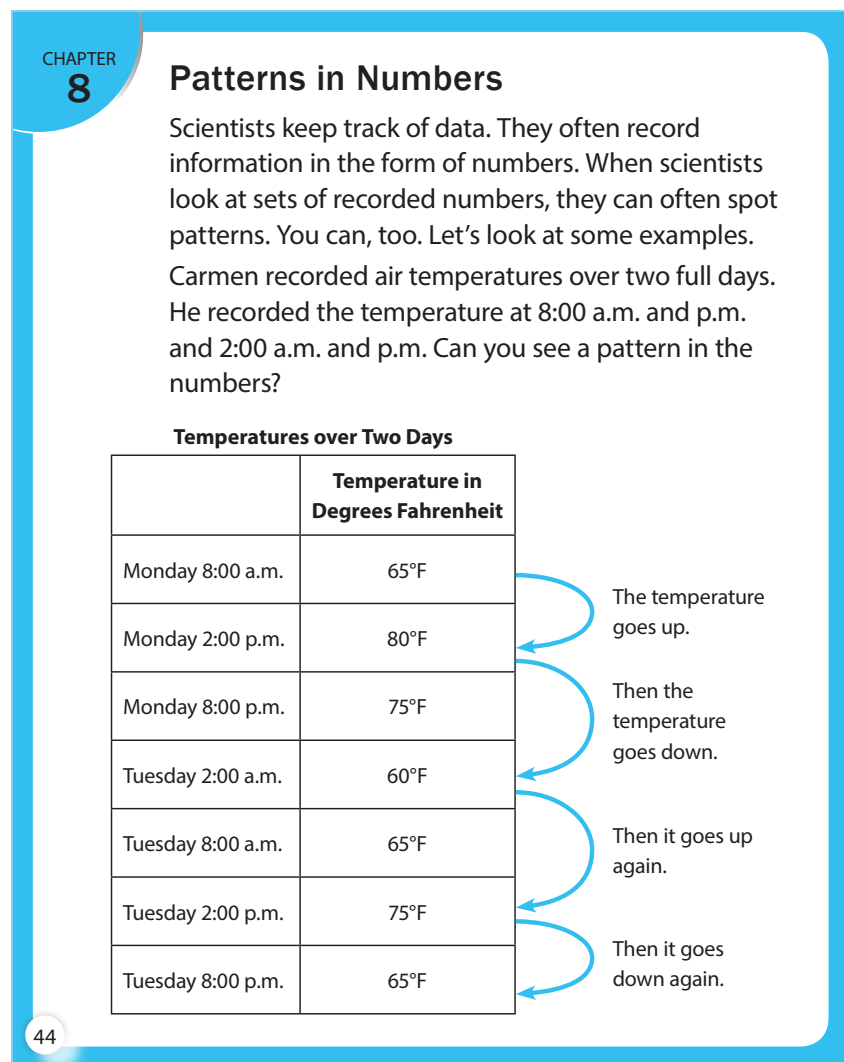 CHAPTER
8
Patterns in Numbers
Scientists keep track of data. They often record
information in the form of numbers. When scientists
look at sets of recorded numbers, they can often spot
patterns. You can, too. Let’s look at some examples.
Carmen recorded air temperatures over two full days.
He recorded the temperature at 8:00 a.m. and p.m.
and 2:00 a.m. and p.m. Can you see a pattern in the
numbers?
Temperatures over Two Days
Temperature in
Degrees Fahrenheit
Monday 8:00 a.m. 65°F
Monday 2:00 p.m. 80°F
Monday 8:00 p.m. 75°F
Tuesday 2:00 a.m. 60°F
Tuesday 8:00 a.m. 65°F
Tuesday 2:00 p.m. 75°F
Tuesday 8:00 p.m. 65°F
The temperature
goes up.
Then the
temperature
goes down.
Then it goes up
again.
Then it goes
down again.
44